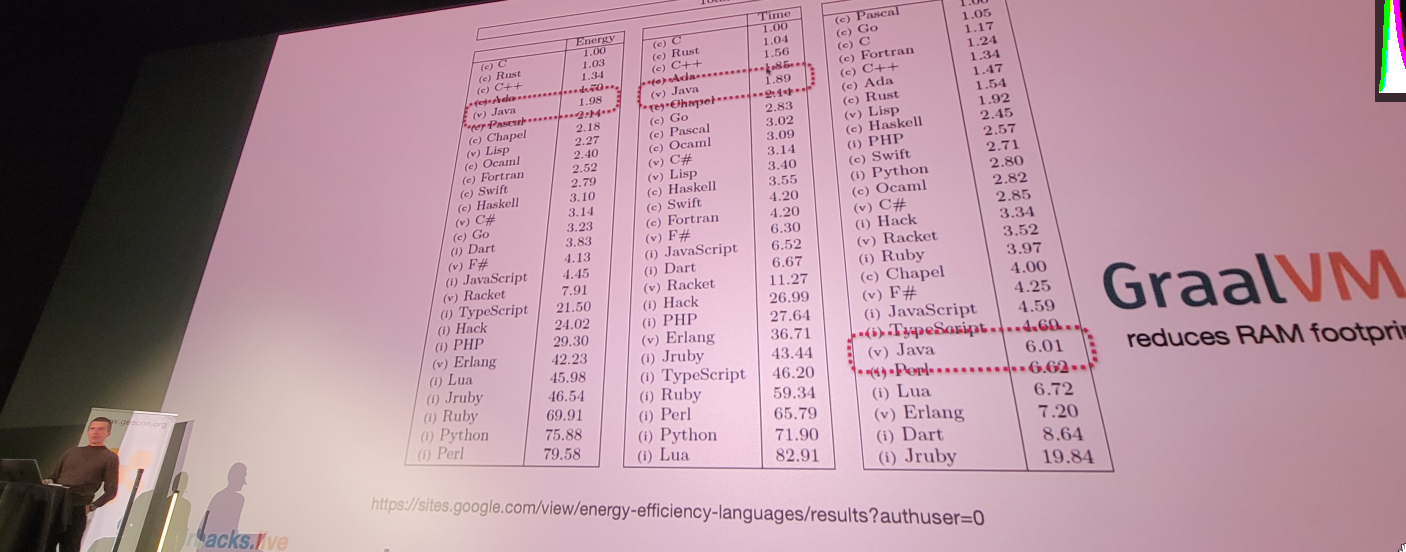 Energy
(c) C 1.00
(c) Rust 1.03
(c) C++ 1.34
(c) Ada 1.70
(v) Java 1.98
(c) Pascal 2.14
(c) Chapel 2.18
(v) Lisp 2.27
(c) Ocaml 2.40
(c) Fortran 2.52
(c) Swift 2.79
(c) Haskell 3.10
(v) C# 3.14
(c) Go 3.23
(i) Dart 3.83
(v) F# 4.13
(i) JavaScript 4.45
(v) Racket 7.91
(i) TypeScript 21.50
(i) Hack 24.02
(i) PHP 29.30
(v) Erlang 42.23
(i) Lua 45.98
(i) Jruby 46.54
(i) Ruby 69.91
(i) Python 75.88
(i) Perl 79.58
Time
(c) C 1.00
(c) Rust 1.04
(c) C++ 1.56
(c) Ada 1.85
(v) Java 1.89
(c) Chapel 2.14
(c) Go 2.83
(c) Pascal 3.02
(c) Ocaml 3.09
(v) C# 3.14
(v) Lisp 3.40
(c) Haskell 3.55
(c) Swift 4.20
(c) Fortran 4.20
(v) F# 6.30
(i) JavaScript 6.52
(i) Dart 6.67
(v) Racket 11.27
(i) Hack 26.99
(i) PHP 27.64
(v) Erlang 36.71
(i) Jruby 43.44
(i) TypeScript 46.20
(i) Ruby 59.34
(i) Perl 65.79
(i) Python 71.90
(i) Lua 82.91
(c) Pascal 1.00
(c) Go 1.05
(c) C 1.17
(c) Fortran 1.24
(c) C++ 1.34
(c) Ada 1.47
(c) Rust 1.54
(v) Lisp 1.92
(c) Haskell 2.45
(i) PHP 2.57
(c) Swift 2.71
(i) Python 2.80
(c) Ocaml 2.82
(v) C# 2.85
(i) Hack 3.34
(v) Racket 3.52
(i) Ruby 3.97
(c) Chapel 4.00
(v) F# 4.25
(i) JavaScript 4.59
(i) TypeScript
(v) Java 6.01
(i) Perl 6.62
(i) Lua 6.72
(v) Erlang 7.20
(i) Dart 8.64
(i) Jruby 19.84
GraalVM
reduces RAM footpri
https://sites.google.com/view/energy-efficiency-languages/results?authuser=0
w.geecon.org